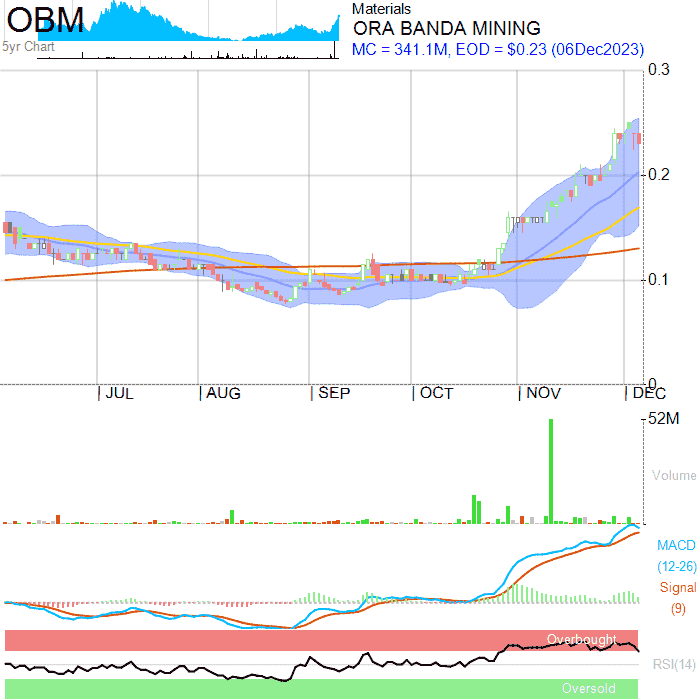 OBM
5yr Chart
Materials
ORA BANDA MINING
MC = 341.1M, EOD = $0.23 (06Dec2023)
0.3
0.2
0.1
0
JUL AUG SEP OCT NOV DEC
52M
Volume
MACD
(12-26)
Signal
(9)
Overbought
RSI(14)
Oversold